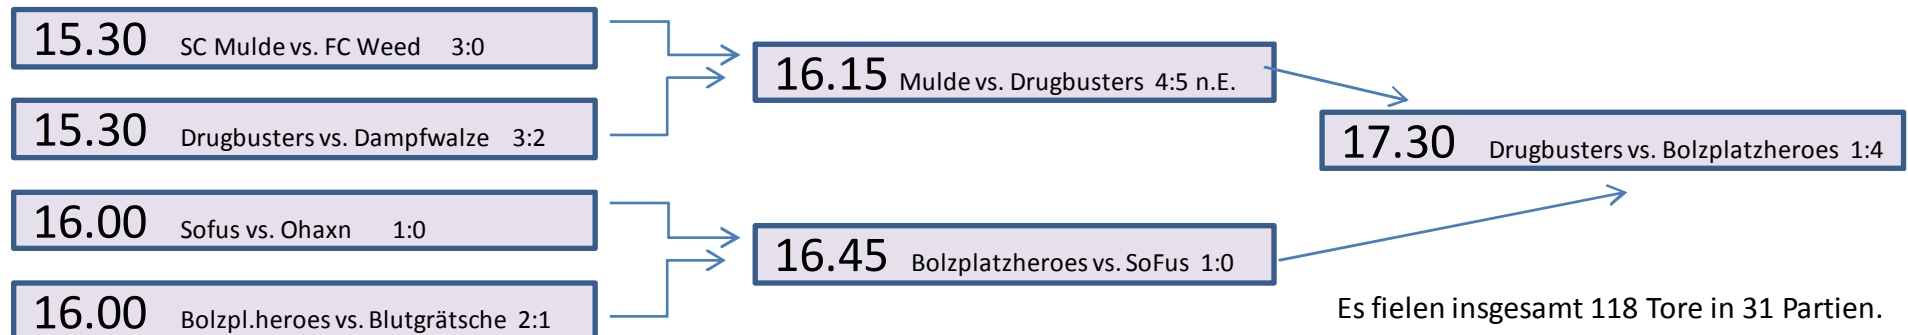 15.30 SC Mulde vs. FC Weed 3:0
15.30 Drugbusters vs. Dampfwalze 3:2
16.00 Sofus vs. Ohaxn 1:0
16.00 Bolzpl.heroes vs. Blutgrätsche 2:1
16.15 Mulde vs. Drugbusters 4:5 n.E.
16.45 Bolzplatzheroes vs. SoFus 1:0
17.30 Drugbusters vs. Bolzplatzheroes 1:4
Es fielen insgesamt 118 Tore in 31 Partien.